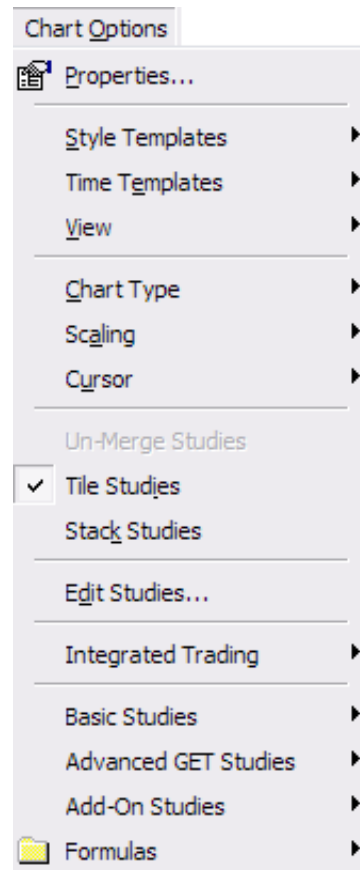 Chart Options
Properties...
Style Templates
Time Templates
View
Chart Type
Scaling
Cursor
Un-Merge Studies
Tile Studies
Stack Studies
Edit Studies...
Integrated Trading
Basic Studies
Advanced GET Studies
Add-On Studies
Formulas